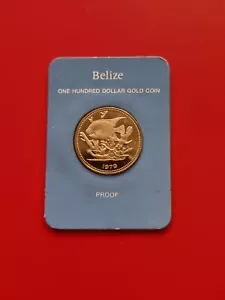 Belize
ONE HUNDRED DOLLAR GOLD COIN
1979
PROOF